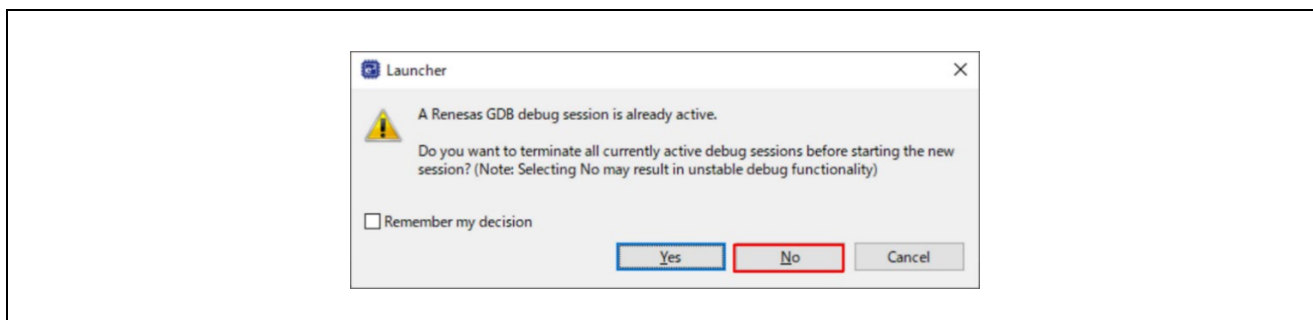 Launcher
A Renesas GDB debug session is already active.
Do you want to terminate all currently active debug sessions before starting the new
session? (Note: Selecting No may result in unstable debug functionality)
Remember my decision
Yes No Cancel